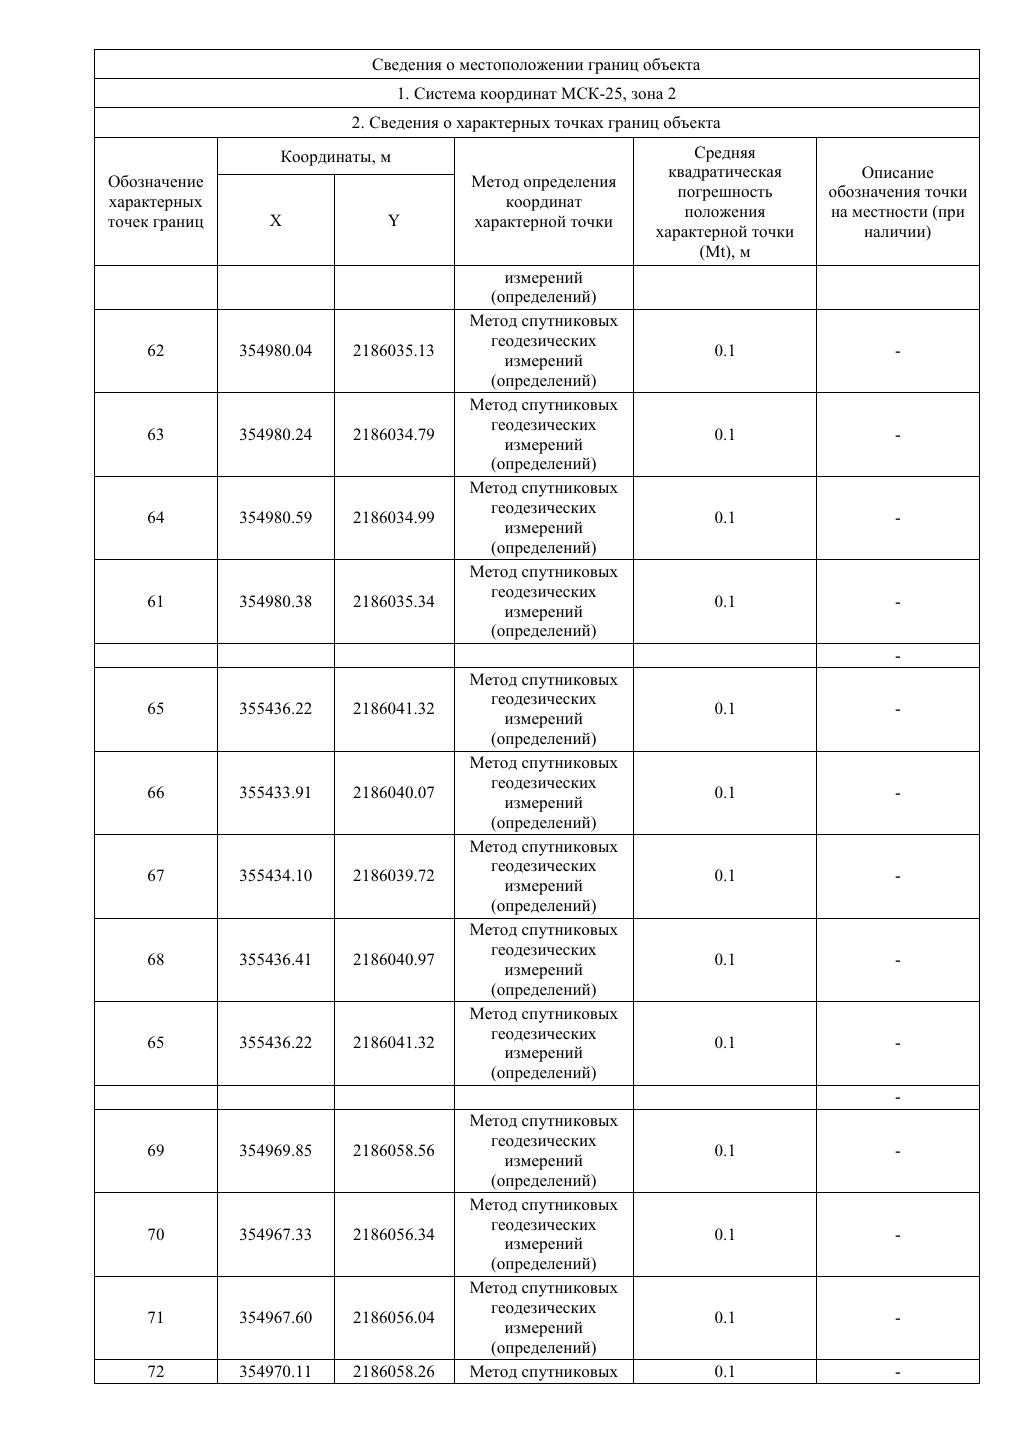 Сведения о местоположении границ объекта
1. Система координат МСК-25, зона 2
2. Сведения о характерных точках границ объекта
Обозначение
характерных
точек границ
Координаты, м
X
Y
Метод определения
координат
характерной точки
Средняя
квадратическая
погрешность
положения
характерной точки
(Mt), м
Описание
обозначения точки
на местности (при
наличии)
измерений
(определений)
62 354980.04 2186035.13 Метод спутниковых
геодезических
измерений
(определений) 0.1 -
63 354980.24 2186034.79 Метод спутниковых
геодезических
измерений
(определений) 0.1 -
64 354980.59 2186034.99 Метод спутниковых
геодезических
измерений
(определений) 0.1 -
61 354980.38 2186035.34 Метод спутниковых
геодезических
измерений
(определений) 0.1 -
-
65 355436.22 2186041.32 Метод спутниковых
геодезических
измерений
(определений) 0.1 -
66 355433.91 2186040.07 Метод спутниковых
геодезических
измерений
(определений) 0.1 -
67 355434.10 2186039.72 Метод спутниковых
геодезических
измерений
(определений) 0.1 -
68 355436.41 2186040.97 Метод спутниковых
геодезических
измерений
(определений) 0.1 -
65 355436.22 2186041.32 Метод спутниковых
геодезических
измерений
(определений) 0.1 -
-
69 354969.85 2186058.56 Метод спутниковых
геодезических
измерений
(определений) 0.1 -
70 354967.33 2186056.34 Метод спутниковых
геодезических
измерений
(определений) 0.1 -
71 354967.60 2186056.04 Метод спутниковых
геодезических
измерений
(определений) 0.1 -
72 354970.11 2186058.26 Метод спутниковых 0.1 -